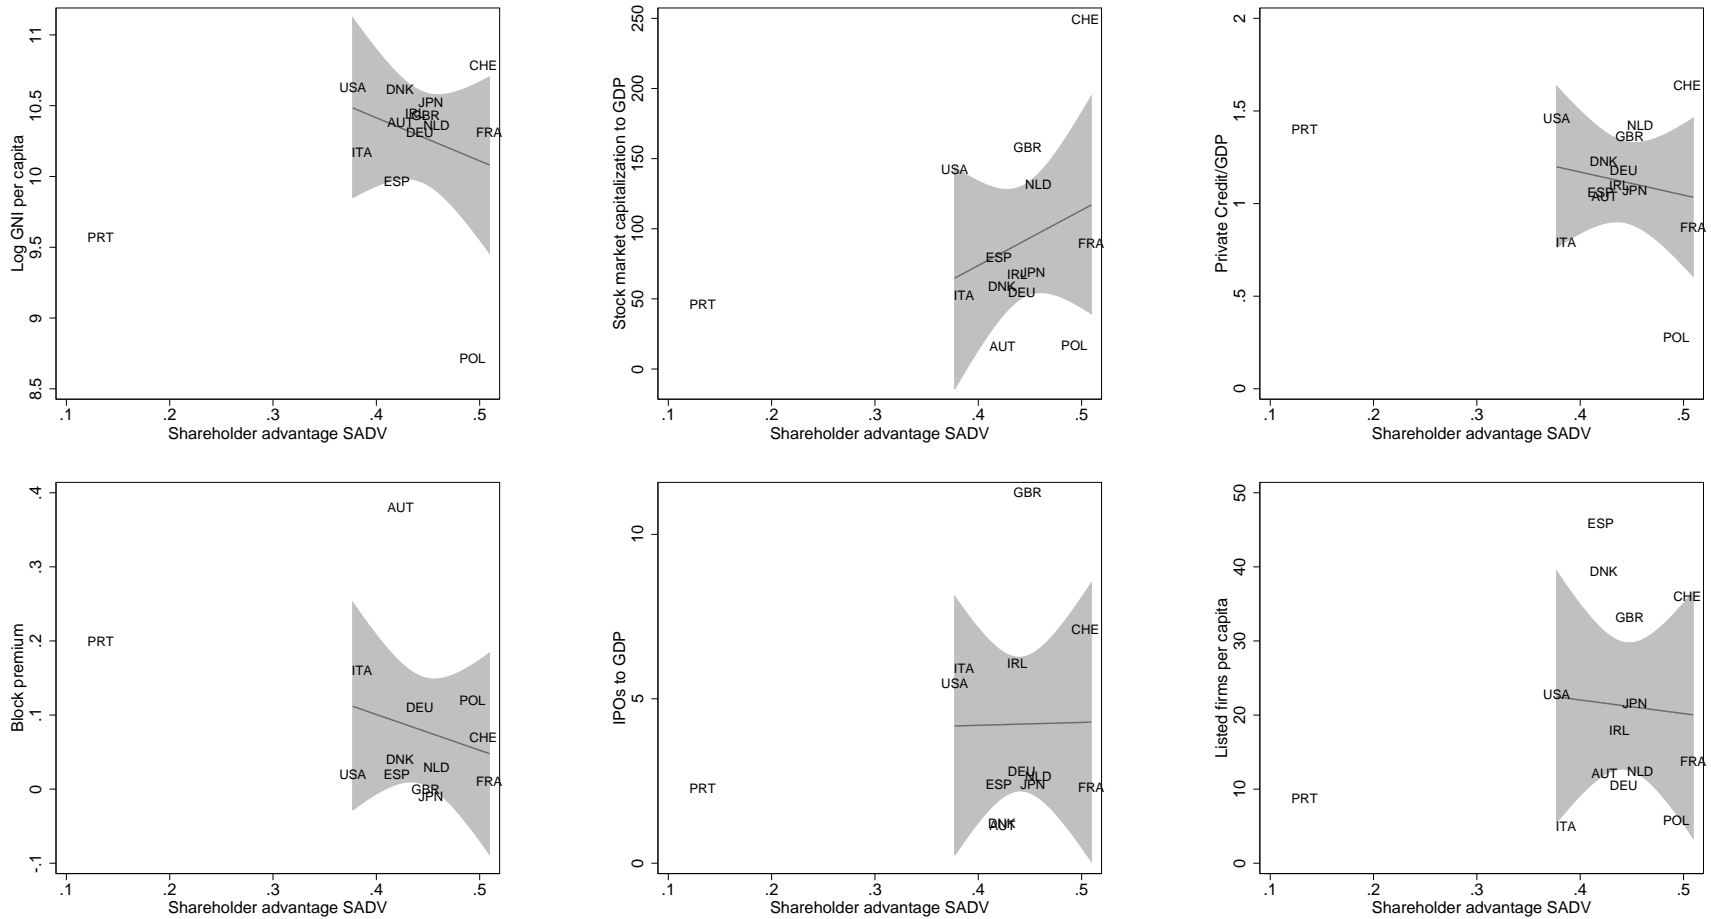 Log GNI per capita
11
10.5
10
9.5
9
8.5
CHE
USA
DNK
JPN
IRL
GBR
AUT
NLD
DEU
FRA
ITA
ESP
PRT
POL
.1 .2 .3 .4 .5
Shareholder advantage SADV
Stock market capitalization to GDP
250
200
150
100
50
0
CHE
GBR
USA
NLD
FRA
ESP
IRL
JPN
DNK
DEU
ITA
PRT
AUT
POL
.1 .2 .3 .4 .5
Shareholder advantage SADV
Private Credit/GDP
2
1.5
1
.5
0
CHE
USA
NLD
PRT
GBR
DNK
DEU
IRL
ESP
JPN
AUT
FRA
ITA
POL
.1 .2 .3 .4 .5
Shareholder advantage SADV
Block premium
.4
.3
.2
.1
0
-.1
AUT
PRT
ITA
POL
DEU
CHE
DNK
NLD
USA
ESP
FRA
GBR
JPN
.1 .2 .3 .4 .5
Shareholder advantage SADV
IPOs to GDP
10
5
0
GBR
CHE
IRL
ITA
USA
DEU
NLD
ESP
JPN
FRA
PRT
DNK
AUT
.1 .2 .3 .4 .5
Shareholder advantage SADV
Listed firms per capita
50
40
30
20
10
0
ESP
DNK
CHE
GBR
USA
JPN
IRL
FRA
AUT
NLD
DEU
PRT
POL
ITA
.1 .2 .3 .4 .5
Shareholder advantage SADV